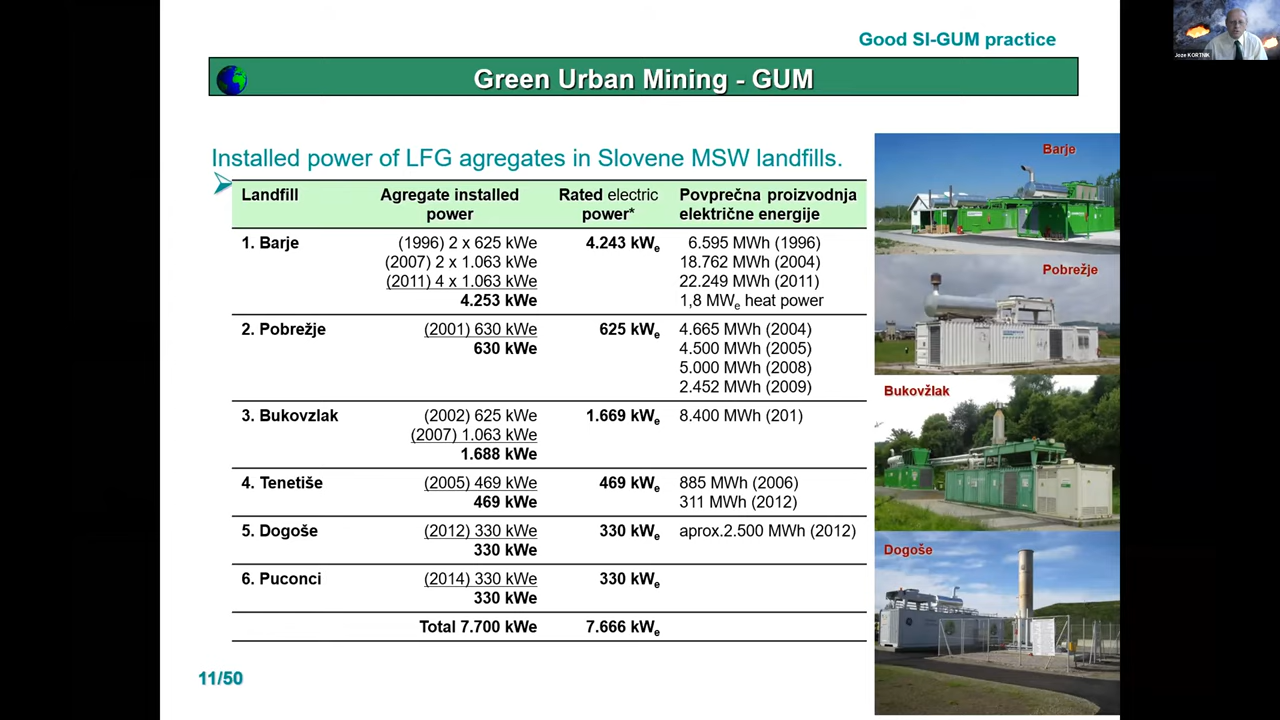 Good SI-GUM practice
Joze KORTNIK
Green Urban Mining - GUM
Installed power of LFG agregates in Slovene MSW landfills.
Landfill
Agregate installed power
Rated electric power*
Povprečna proizvodnja električne energije
1. Barje
(1996) 2 x 625 kWe
4.243 kWe
6.595 MWh (1996)
(2007) 2 x 1.063 kWe
18.762 MWh (2004)
(2011) 4 x 1.063 kWe
22.249 MWh (2011)
4.253 kWe
1,8 MWe heat power
2. Pobrežje
(2001) 630 kWe
625 kWe
4.665 MWh (2004)
630 kWe
4.500 MWh (2005)
5.000 MWh (2008)
2.452 MWh (2009)
3. Bukovzlak
(2002) 625 kWe
1.669 kWe
8.400 MWh (201)
(2007) 1.063 kWe
1.688 kWe
4. Tenetiše
(2005) 469 kWe
469 kWe
885 MWh (2006)
469 kWe
311 MWh (2012)
5. Dogoše
(2012) 330 kWe
330 kWe
aprox.2.500 MWh (2012)
330 kWe
6. Puconci
(2014) 330 kWe
330 kWe
330 kWe
Total 7.700 kWe
7.666 kWe
Barje
Pobrežje
Bukovžlak
Dogoše
11/50